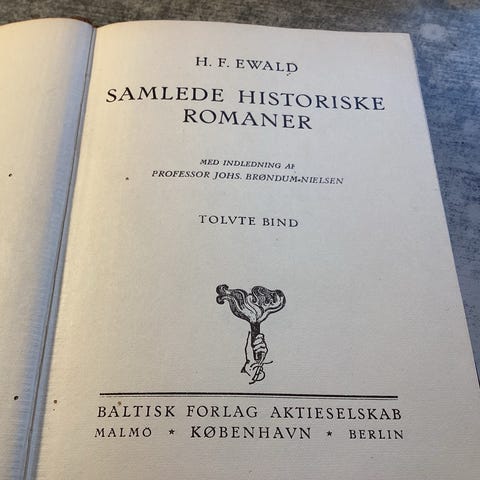 H. F. EWALD
SAMLEDE HISTORISKE
ROMANER
MED INDLEDNING AF
PROFESSOR JOHS. BRØNDUM-NIELSEN
TOLVTE BIND
BALTISK FORLAG AKTIESELSKAB
MALMÖ * KØBENHAVN * BERLIN